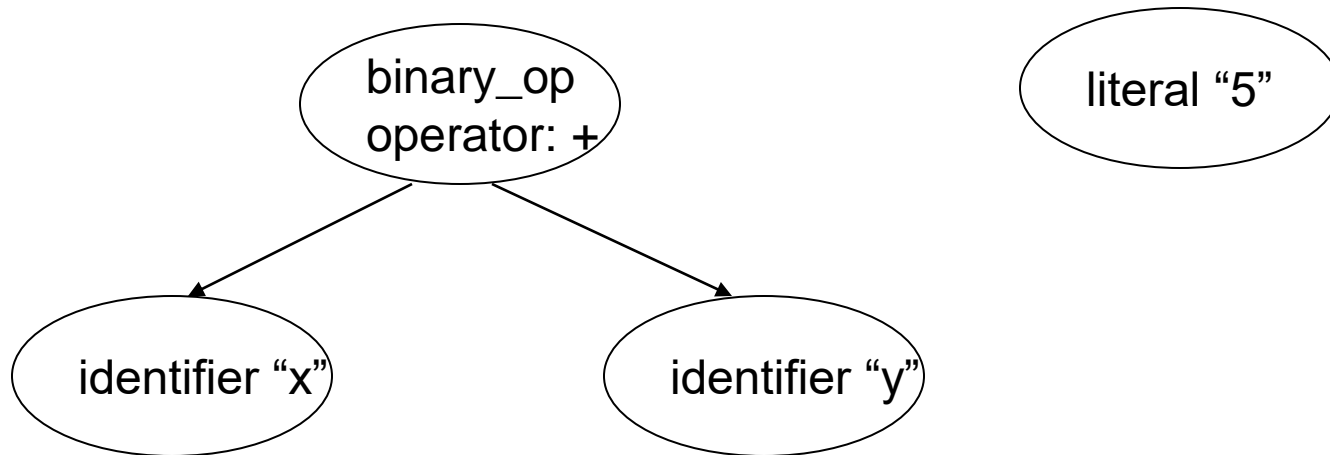 binary_op
operator: +
literal “5”
identifier “x”
identifier “y”